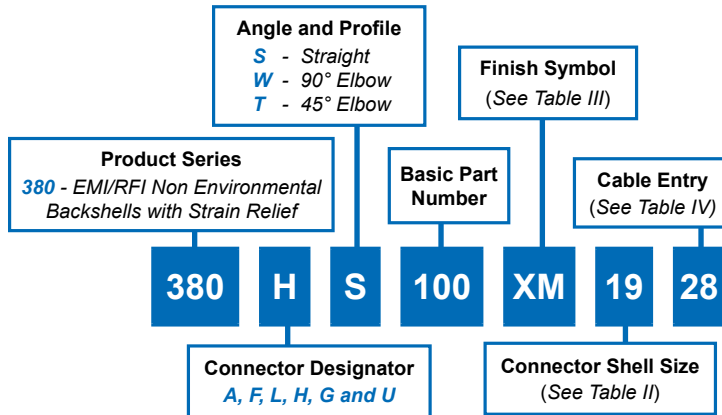 Angle and Profile
S - Straight
W - 90° Elbow
T - 45° Elbow
Finish Symbol
(See Table III)
Product Series
380 - EMI/RFI Non Environmental
Backshells with Strain Relief
Basic Part
Number
Cable Entry
(See Table IV)
380 H S 100 XM 19 28
Connector Designator
A, F, L, H, G and U
Connector Shell Size
(See Table II)